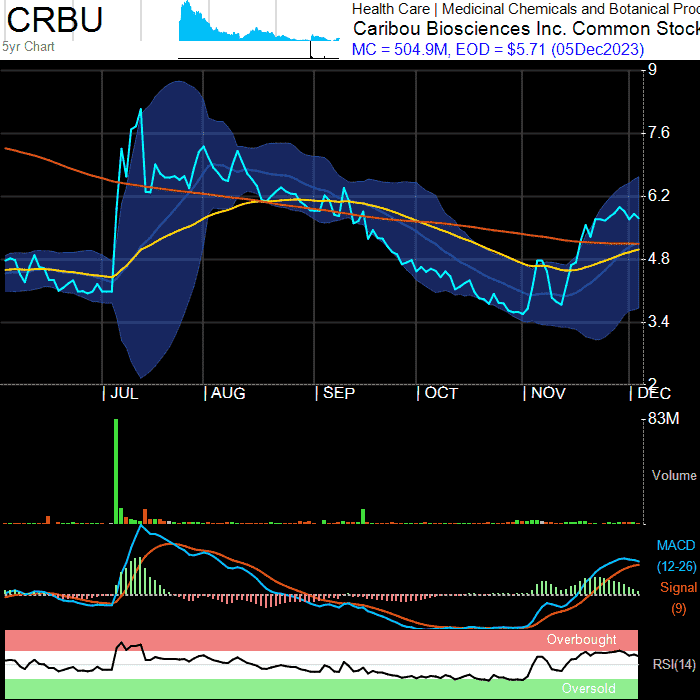 CRBU
5yr Chart
Health Care | Medicinal Chemicals and Botanical Proc
Caribou Biosciences Inc. Common Stock
MC = 504.9M, EOD = $5.71 (05Dec2023)
9
7.6
6.2
4.8
3.4
2
JUL
AUG
SEP
OCT
NOV
DEC
83M
Volume
MACD
(12-26)
Signal
(9)
Overbought
RSI(14)
Oversold